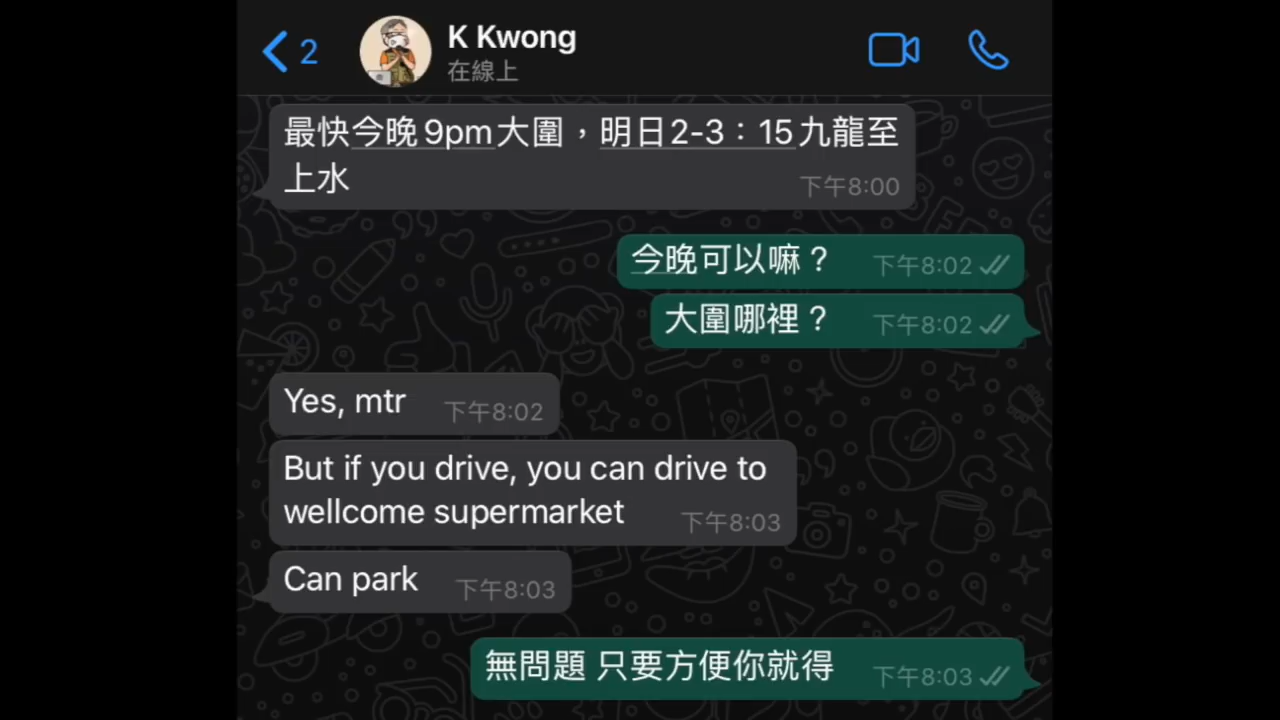 2
K Kwong
在線上
最快今晚9pm大圍，明日2-3：15九龍至
上水
下午8:00
今晚可以嘛？
下午8:02
大圍哪裡？
下午8:02
Yes, mtr
下午8:02
But if you drive, you can drive to
wellcome supermarket
下午8:03
Can park
下午8:03
無問題 只要方便你就得
下午8:03